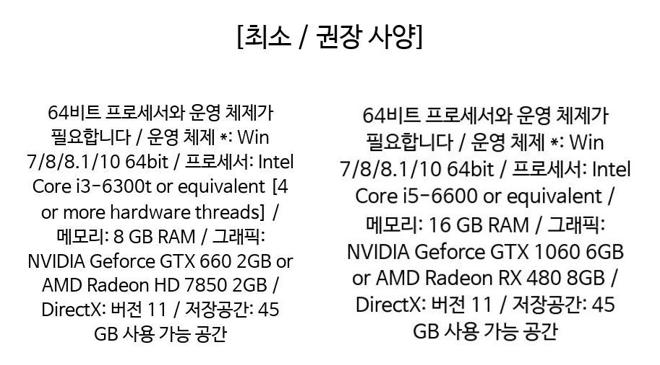 [최소 / 권장 사양]
64비트 프로세서와 운영 체제가
필요합니다 / 운영 체제 *: Win
7/8/8.1/10 64bit / 프로세서: Intel
Core i3-6300t or equivalent [4
or more hardware threads] /
메모리: 8 GB RAM / 그래픽:
NVIDIA Geforce GTX 660 2GB or
AMD Radeon HD 7850 2GB /
DirectX: 버전 11 / 저장공간: 45
GB 사용 가능 공간
64비트 프로세서와 운영 체제가
필요합니다 / 운영 체제 *: Win
7/8/8.1/10 64bit / 프로세서: Intel
Core i5-6600 or equivalent /
메모리: 16 GB RAM / 그래픽:
NVIDIA Geforce GTX 1060 6GB
or AMD Radeon RX 480 8GB /
DirectX: 버전 11 / 저장공간: 45
GB 사용 가능 공간